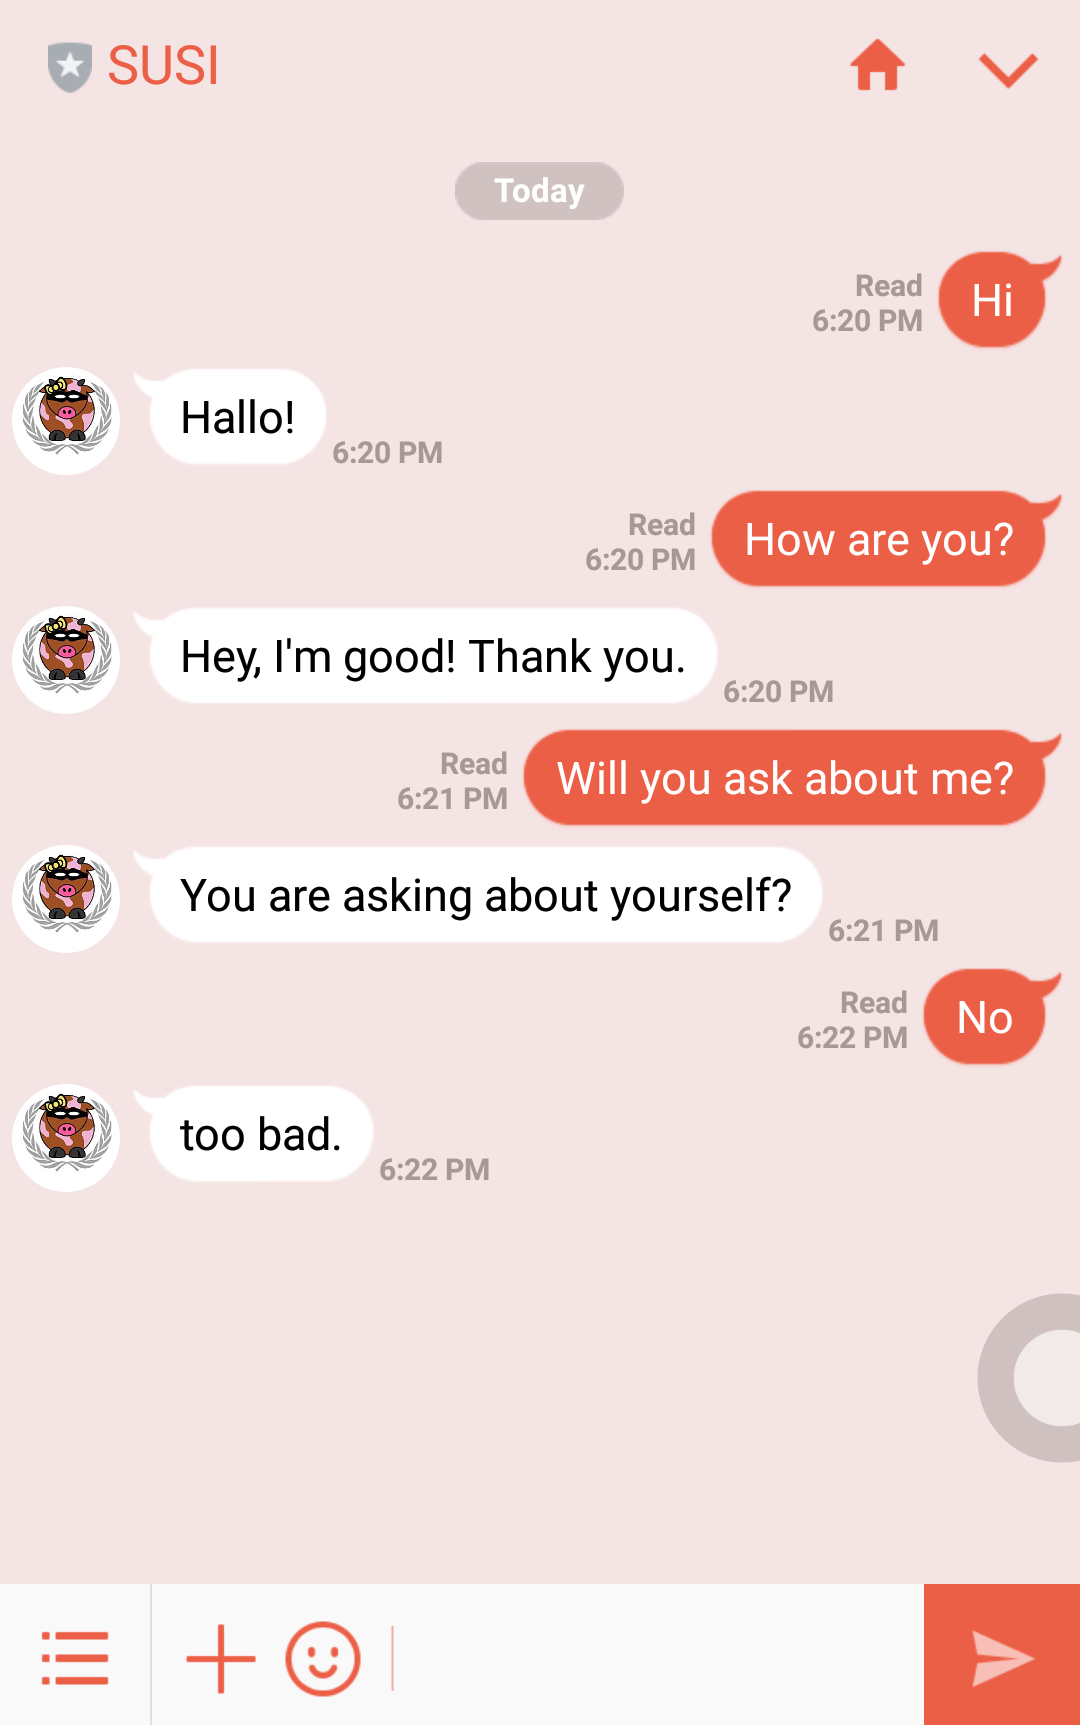 SUSI
Today
Read
6:20 PM
Hi
Hallo!
6:20 PM
Read
6:20 PM
How are you?
Hey, I'm good! Thank you.
6:20 PM
Read
6:21 PM
Will you ask about me?
You are asking about yourself?
6:21 PM
Read
6:22 PM
No
too bad.
6:22 PM